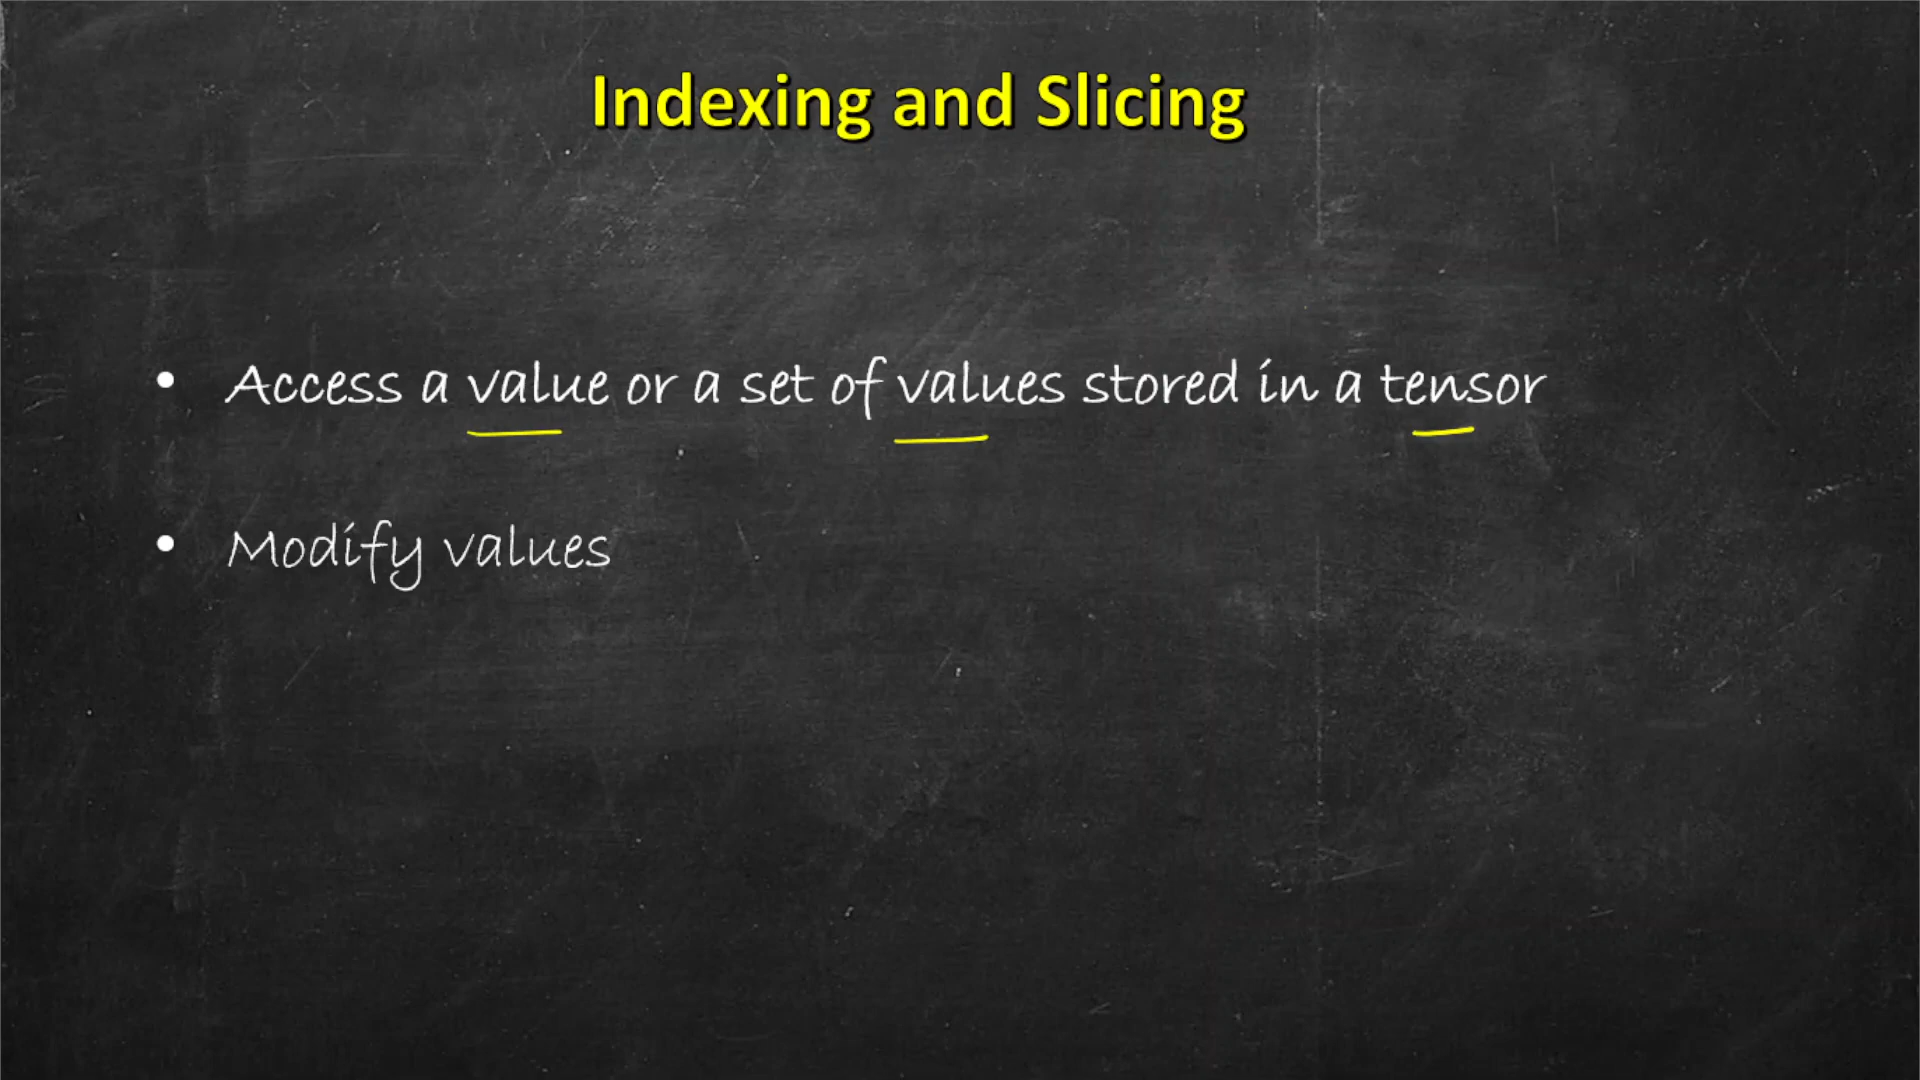 Indexing and Slicing
• Access a value or a set of values stored in a tensor
• Modify values